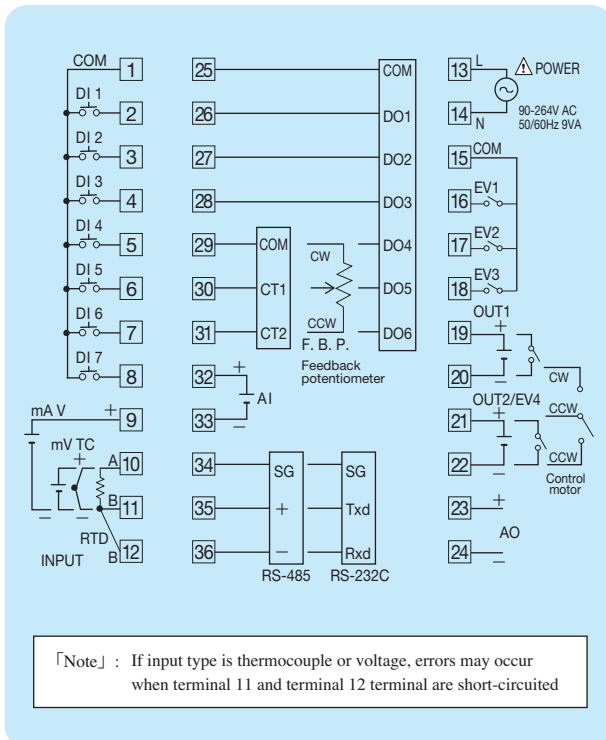 COM 1
DI 1
2
DI 2
3
DI 3
4
DI 4
5
DI 5
6
DI 6
7
DI 7
8
mA V + 9
mV TC
+
A 10
B 11
− − RTD
B 12
INPUT
25 COM
26 DO1
27 DO2
28 DO3
29 COM CW DO4
30 CT1 DO5
31 CT2 CCW DO6
F. B. P.
Feedback
potentiometer
32 +
AI
33 −
34 SG SG
35 + Txd
36 − Rxd
RS-485 RS-232C
13 L
POWER
14 N
90-264V AC
50/60Hz 9VA
15 COM
16 EV1
17 EV2
18 EV3
OUT1
19 +
20 −
CW
OUT2/EV4
21 + CCW
22 − CCW
Control
motor
23 +
AO
24 −
「Note」: If input type is thermocouple or voltage, errors may occur
when terminal 11 and terminal 12 terminal are short-circuited